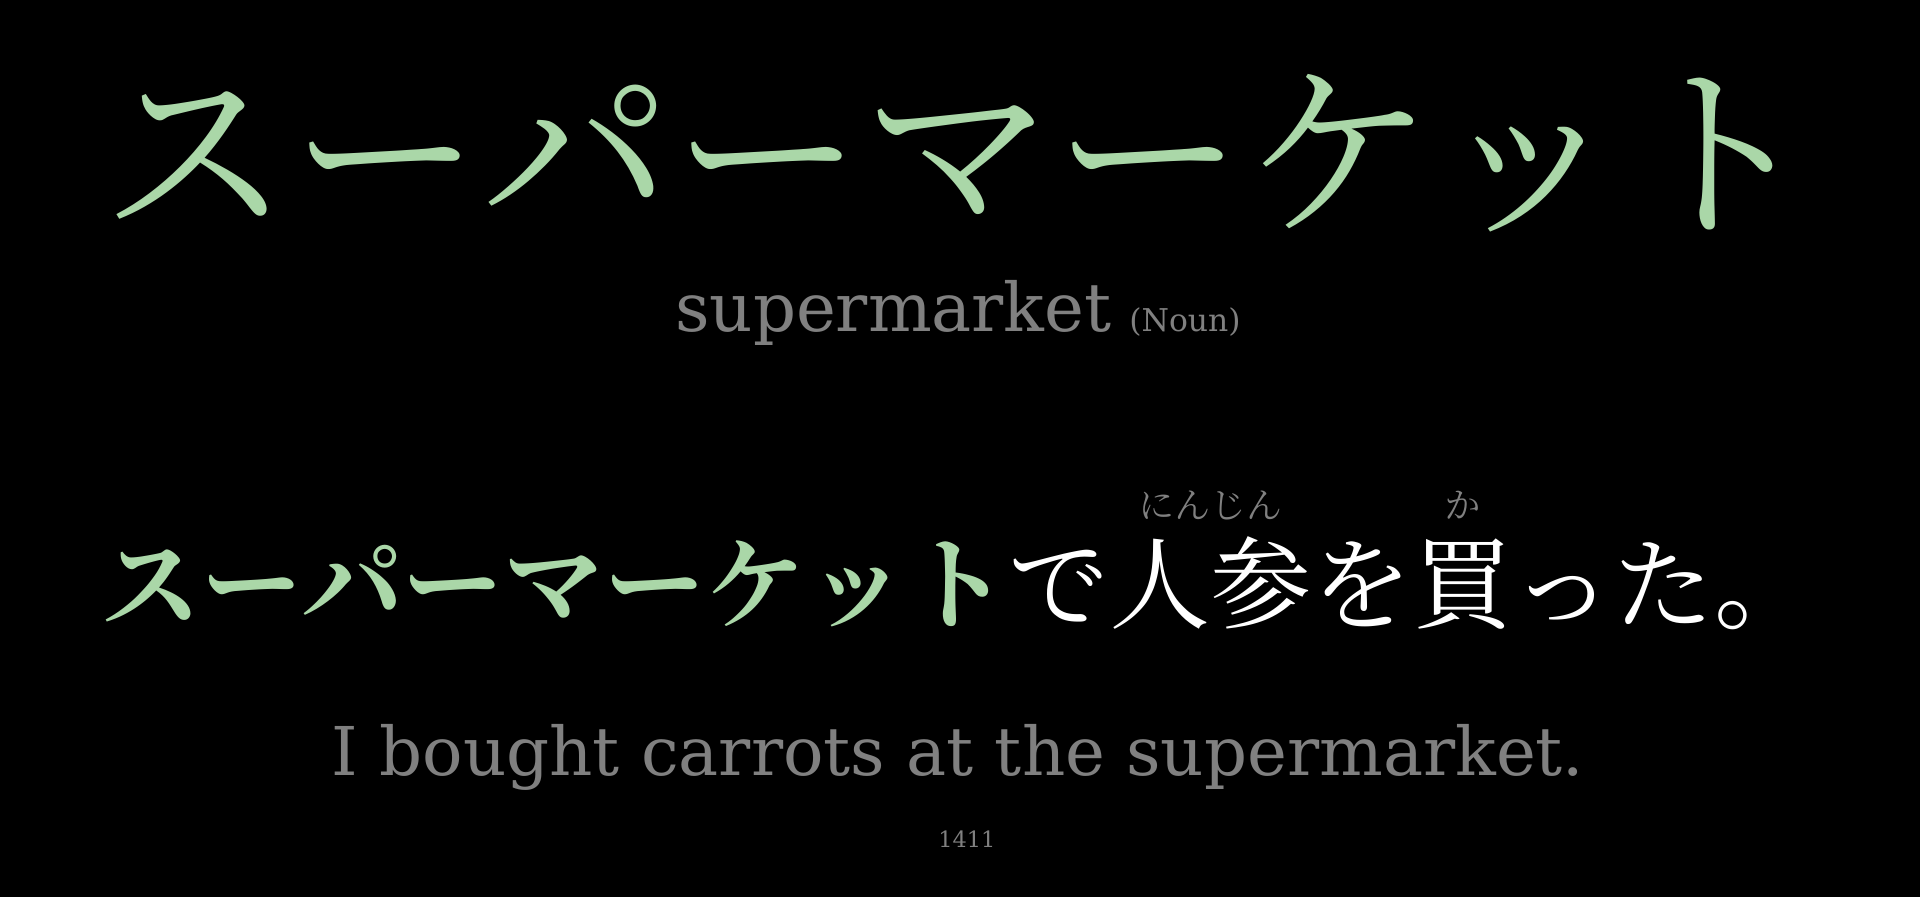 スーパーマーケット
supermarket (Noun)
にんじん か
スーパーマーケットで人参を買った。
I bought carrots at the supermarket.
1411